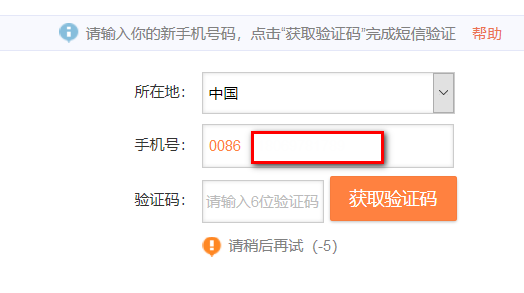 请输入你的新手机号码，点击“获取验证码”完成短信验证 帮助
所在地： 中国
手机号： 0086
验证码： 请输入6位验证码 获取验证码
请稍后再试（-5）